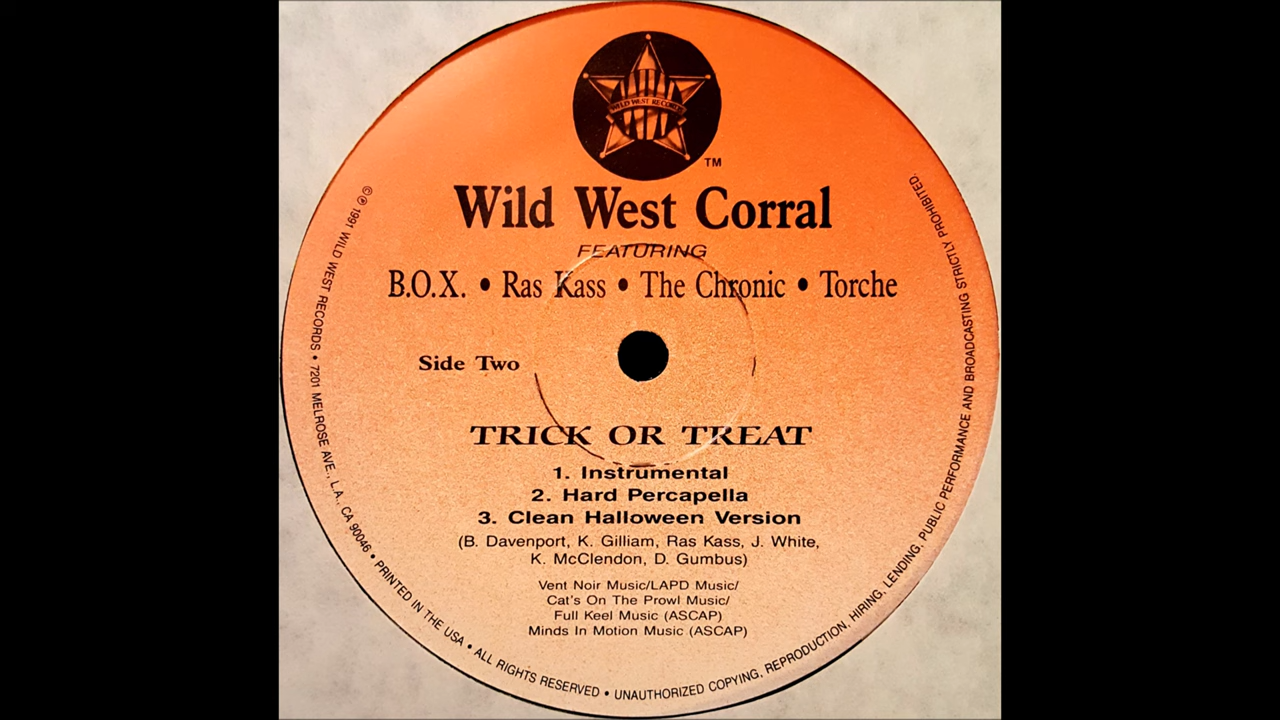 WILD WEST RECORDS
TM
Wild West Corral
FEATURING
B.O.X. • Ras Kass • The Chronic • Torche
Side Two
TRICK OR TREAT
1. Instrumental
2. Hard Percapella
3. Clean Halloween Version
(B. Davenport, K. Gilliam, Ras Kass, J. White,
K. McClendon, D. Gumbus)
Vent Noir Music/LAPD Music/
Cat's On The Prowl Music/
Full Keel Music (ASCAP)
Minds In Motion Music (ASCAP)
©℗ 1991 WILD WEST RECORDS • 7201 MELROSE AVE., L.A., CA 90046 • PRINTED IN THE USA • ALL RIGHTS RESERVED • UNAUTHORIZED COPYING, REPRODUCTION, HIRING, LENDING, PUBLIC PERFORMANCE AND BROADCASTING STRICTLY PROHIBITED.